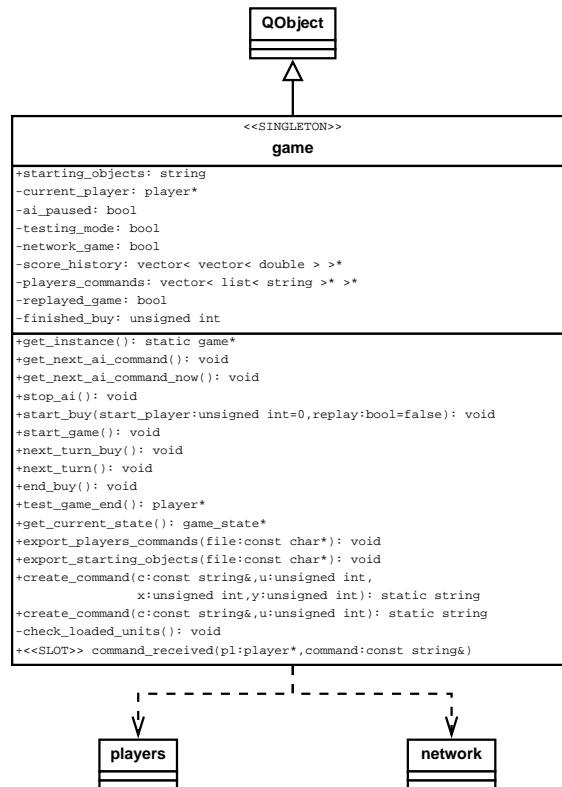 QObject
<<SINGLETON>>
game
+starting_objects: string
-current_player: player*
-ai_paused: bool
-testing_mode: bool
-network_game: bool
-score_history: vector< vector< double > >*
-players_commands: vector< list< string >* >*
-replayed_game: bool
-finished_buy: unsigned int
+get_instance(): static game*
+get_next_ai_command(): void
+get_next_ai_command_now(): void
+stop_ai(): void
+start_buy(start_player:unsigned int=0,replay:bool=false): void
+start_game(): void
+next_turn_buy(): void
+next_turn(): void
+end_buy(): void
+test_game_end(): player*
+get_current_state(): game_state*
+export_players_commands(file:const char*): void
+export_starting_objects(file:const char*): void
+create_command(c:const string&,u:unsigned int,
x:unsigned int,y:unsigned int): static string
+create_command(c:const string&,u:unsigned int): static string
-check_loaded_units(): void
+<<SLOT>> command_received(pl:player*,command:const string&)
players
network